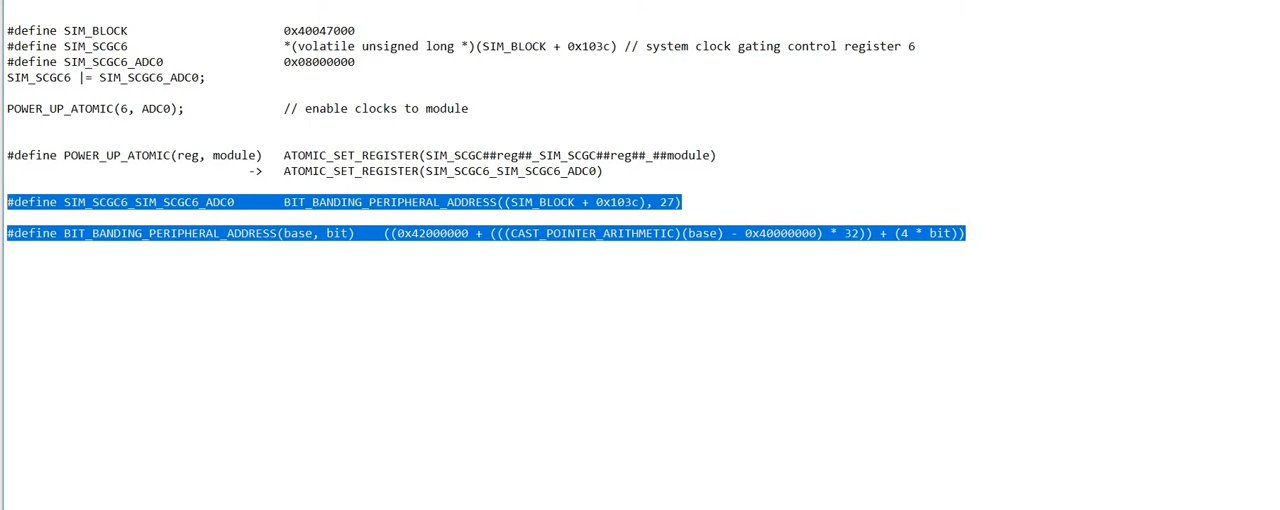 #define SIM_BLOCK 0x40047000
#define SIM_SCGC6 *(volatile unsigned long *)(SIM_BLOCK + 0x103c) // system clock gating control register 6
#define SIM_SCGC6_ADC0 0x08000000
SIM_SCGC6 |= SIM_SCGC6_ADC0;
POWER_UP_ATOMIC(6, ADC0); // enable clocks to module
#define POWER_UP_ATOMIC(reg, module) ATOMIC_SET_REGISTER(SIM_SCGC##reg##_SIM_SCGC##reg##_##module)
-> ATOMIC_SET_REGISTER(SIM_SCGC6_SIM_SCGC6_ADC0)
#define SIM_SCGC6_SIM_SCGC6_ADC0 BIT_BANDING_PERIPHERAL_ADDRESS((SIM_BLOCK + 0x103c), 27)
#define BIT_BANDING_PERIPHERAL_ADDRESS(base, bit) ((0x42000000 + (((CAST_POINTER_ARITHMETIC)(base) - 0x40000000) * 32)) + (4 * bit))